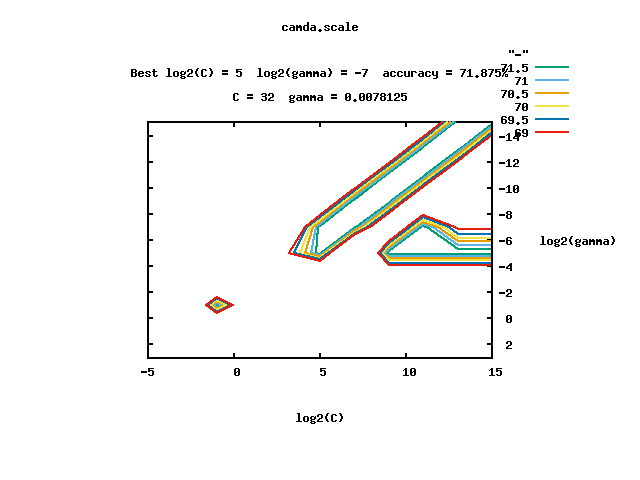 camda.scale
"-"
Best log2(C) = 5 log2(gamma) = -7 accuracy = 71.875%
71.5
71
C = 32 gamma = 0.0078125
70.5
70
69.5
69
-14
-12
-10
-8
-6
log2(gamma)
-4
-2
0
2
-5 0 5 10 15
log2(C)